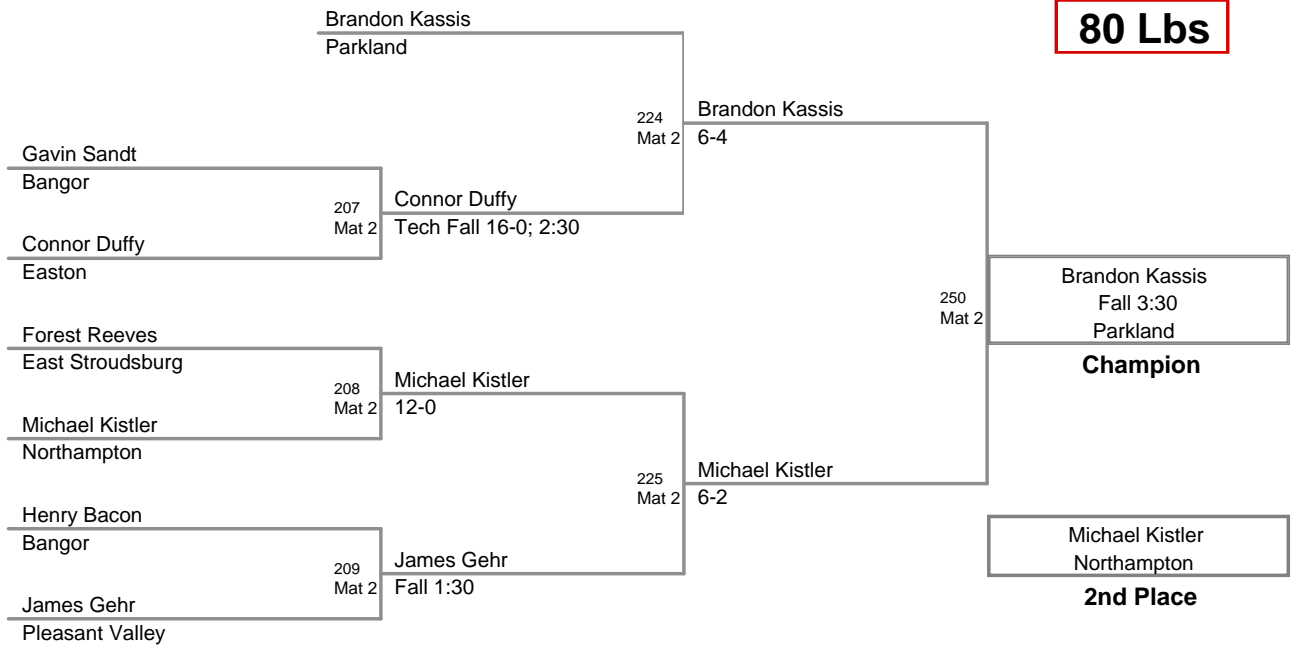 Brandon Kassis
Parkland
80 Lbs
224
Mat 2
Brandon Kassis
6-4
Gavin Sandt
Bangor
207
Mat 2
Connor Duffy
Tech Fall 16-0; 2:30
Connor Duffy
Easton
250
Mat 2
Brandon Kassis
Fall 3:30
Parkland
Champion
Forest Reeves
East Stroudsburg
208
Mat 2
Michael Kistler
12-0
Michael Kistler
Northampton
225
Mat 2
Michael Kistler
6-2
Henry Bacon
Bangor
209
Mat 2
James Gehr
Fall 1:30
James Gehr
Pleasant Valley
Michael Kistler
Northampton
2nd Place